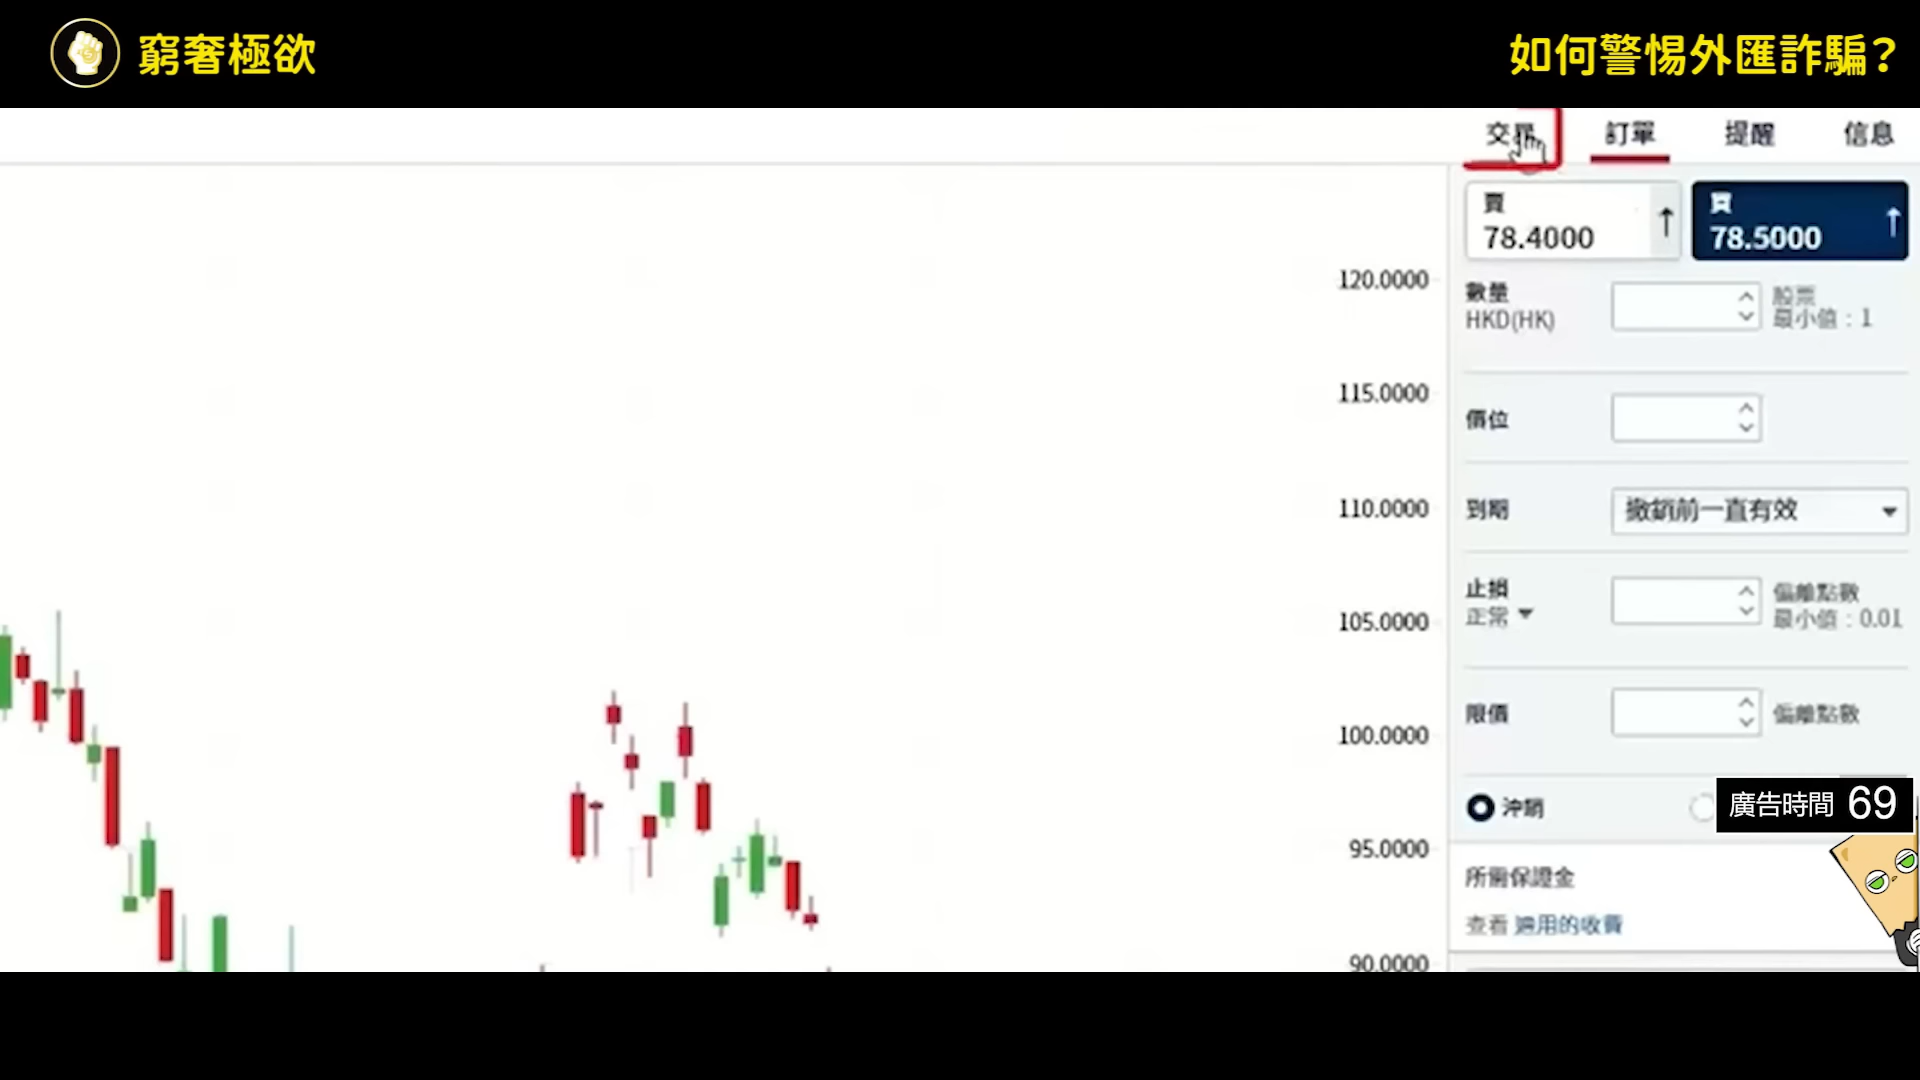 窮奢極欲
如何警惕外匯詐騙?
交易
訂單
提醒
信息
賣
78.4000
買
78.5000
120.0000
數量
HKD(HK)
股票
最小值：1
115.0000
價位
110.0000
到期
撤銷前一直有效
105.0000
止損
正常
偏離點數
最小值：0.01
100.0000
限價
偏離點數
沖銷
廣告時間 69
95.0000
所需保證金
查看 適用的收費
90.0000